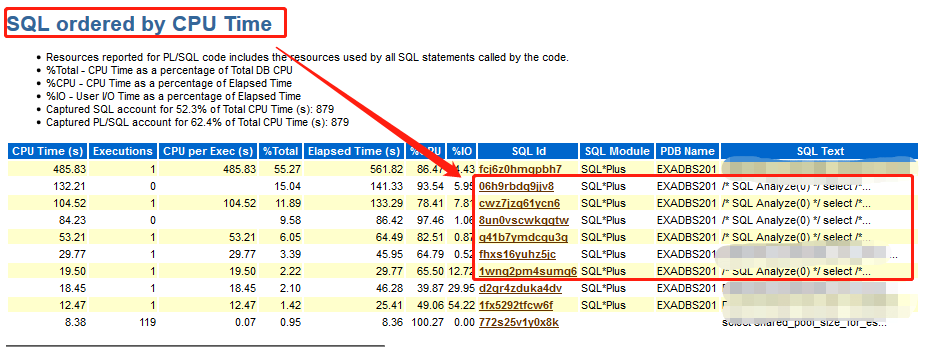 SQL ordered by CPU Time
Resources reported for PL/SQL code includes the resources used by all SQL statements called by the code.
%Total - CPU Time as a percentage of Total DB CPU
%CPU - CPU Time as a percentage of Elapsed Time
%IO - User I/O Time as a percentage of Elapsed Time
Captured SQL account for 52.3% of Total CPU Time (s): 879
Captured PL/SQL account for 62.4% of Total CPU Time (s): 879
CPU Time (s) Executions CPU per Exec (s) %Total Elapsed Time (s) %CPU %IO SQL Id SQL Module PDB Name SQL Text
485.83 1 485.83 55.27 561.82 86.47 4.43 fcj6z0hmqpbh7 SQL*Plus EXADBS201
132.21 0 15.04 141.33 93.54 5.95 06h9rbdg9jjv8 SQL*Plus EXADBS201 /* SQL Analyze(0) */ select /*...
104.52 1 104.52 11.89 133.29 78.41 7.81 cwz7jzg61ycn6 SQL*Plus EXADBS201 /* SQL Analyze(0) */ select /*...
84.23 0 9.58 86.42 97.46 1.06 8un0vscwkqqtw SQL*Plus EXADBS201 /* SQL Analyze(0) */ select /*...
53.21 1 53.21 6.05 64.49 82.51 0.87 g41b7ymdcgu3q SQL*Plus EXADBS201 /* SQL Analyze(0) */ select /*...
29.77 1 29.77 3.39 45.95 64.79 0.52 fhxs16yuhz5jc SQL*Plus EXADBS201 ...
19.50 1 19.50 2.22 29.77 65.50 12.72 1wnq2pm4sumq6 SQL*Plus EXADBS201 /* SQL Analyze(0) */ select /*...
18.45 1 18.45 2.10 46.28 39.87 29.95 d2gr4zduka4dv SQL*Plus EXADBS201
12.47 1 12.47 1.42 25.41 49.06 54.22 1fx5292tfcw6f SQL*Plus EXADBS201
8.38 119 0.07 0.95 8.36 100.27 0.00 772s25v1y0x8k EXADBS201 select shared_pool_size_for_es...